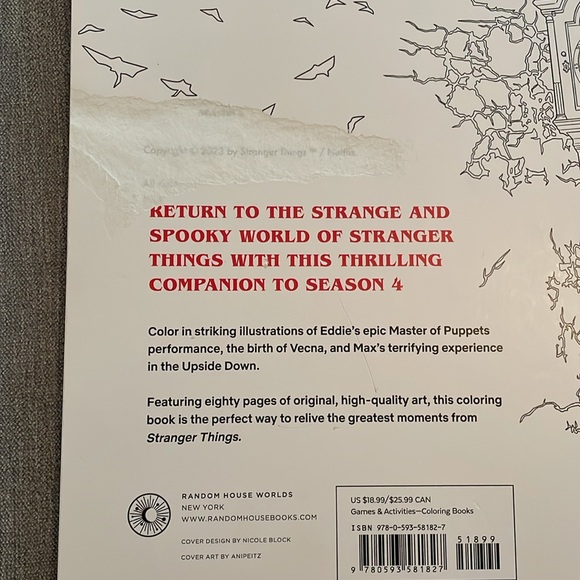 Copyright © 2023 by Stranger Things™ / Netflix.
All
RETURN TO THE STRANGE AND
SPOOKY WORLD OF STRANGER
THINGS WITH THIS THRILLING
COMPANION TO SEASON 4
Color in striking illustrations of Eddie's epic Master of Puppets
performance, the birth of Vecna, and Max's terrifying experience
in the Upside Down.
Featuring eighty pages of original, high-quality art, this coloring
book is the perfect way to relive the greatest moments from
Stranger Things.
RANDOM HOUSE WORLDS
NEW YORK
WWW.RANDOMHOUSEBOOKS.COM
COVER DESIGN BY NICOLE BLOCK
COVER ART BY ANIPEITZ
US $18.99/$25.99 CAN
Games & Activities—Coloring Books
ISBN 978-0-593-58182-7
51899
9 780593 581827